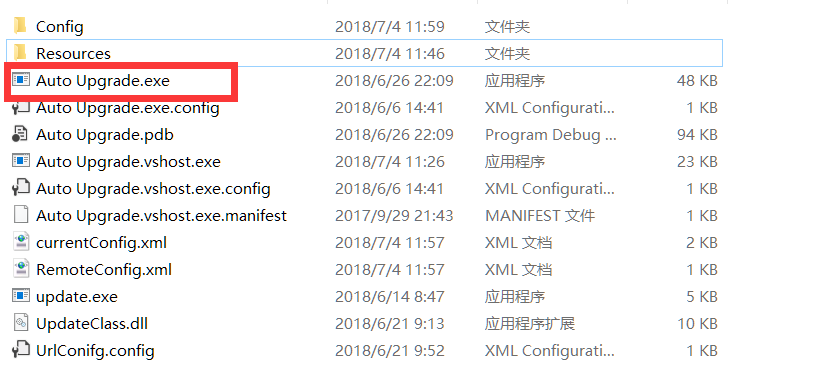 Config 2018/7/4 11:59 文件夹
Resources 2018/7/4 11:46 文件夹
Auto Upgrade.exe 2018/6/26 22:09 应用程序 48 KB
Auto Upgrade.exe.config 2018/6/6 14:41 XML Configurati... 1 KB
Auto Upgrade.pdb 2018/6/26 22:09 Program Debug ... 94 KB
Auto Upgrade.vshost.exe 2018/7/4 11:26 应用程序 23 KB
Auto Upgrade.vshost.exe.config 2018/6/6 14:41 XML Configurati... 1 KB
Auto Upgrade.vshost.exe.manifest 2017/9/29 21:43 MANIFEST 文件 1 KB
currentConfig.xml 2018/7/4 11:57 XML 文档 2 KB
RemoteConfig.xml 2018/7/4 11:57 XML 文档 1 KB
update.exe 2018/6/14 8:47 应用程序 5 KB
UpdateClass.dll 2018/6/21 9:13 应用程序扩展 10 KB
UrlConifg.config 2018/6/21 9:52 XML Configurati... 1 KB